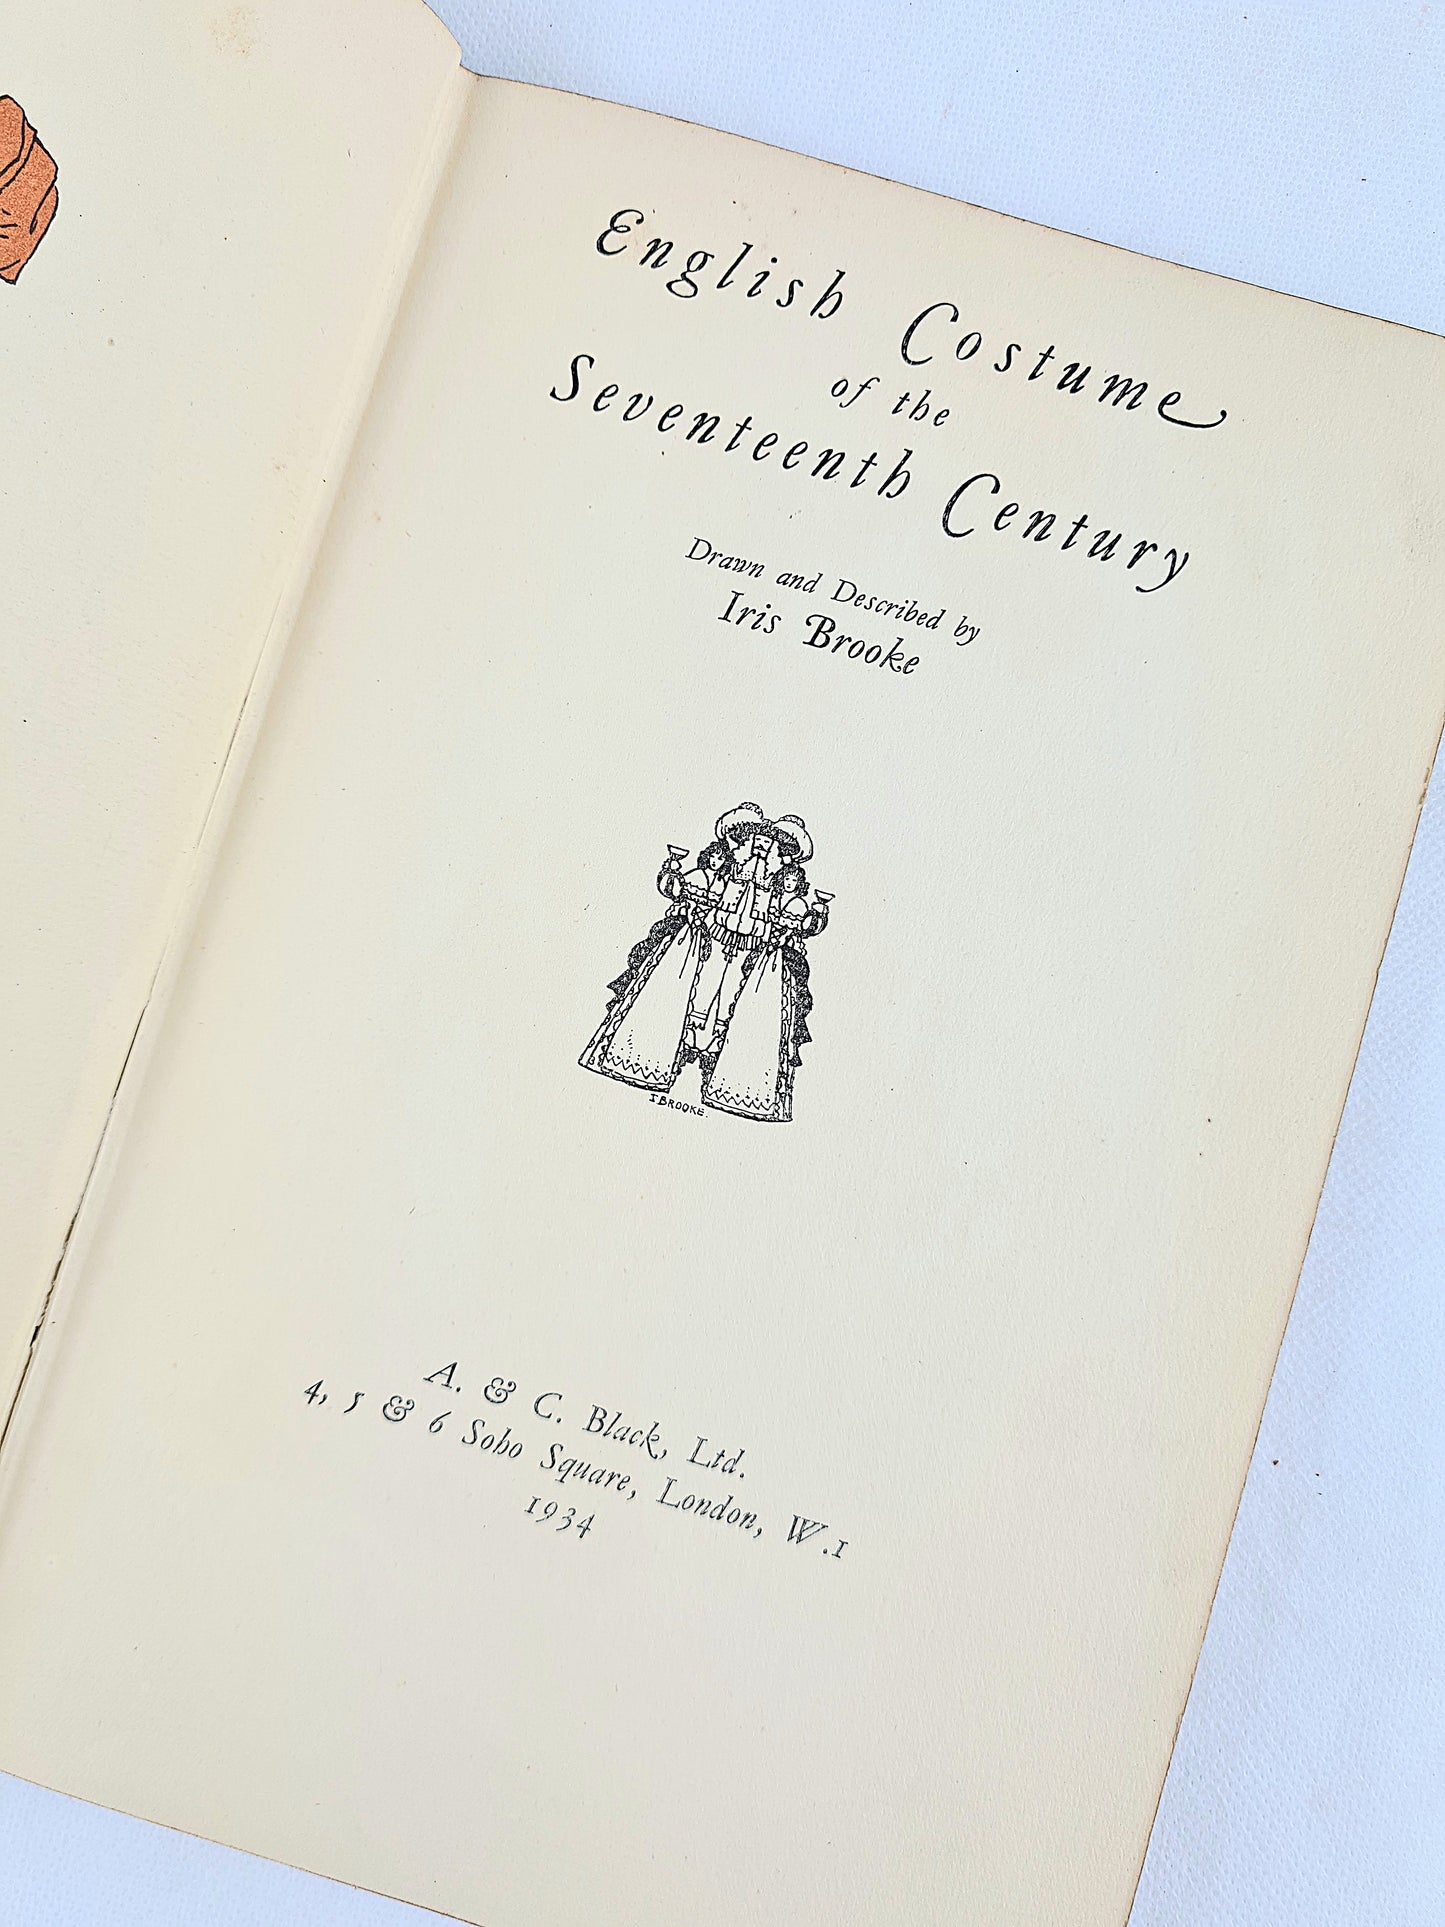 English Costume
of the
Seventeenth Century
Drawn and Described by
Iris Brooke
I BROOKE.
A. & C. Black, Ltd.
4, 5 & 6 Soho Square, London, W.1
1934